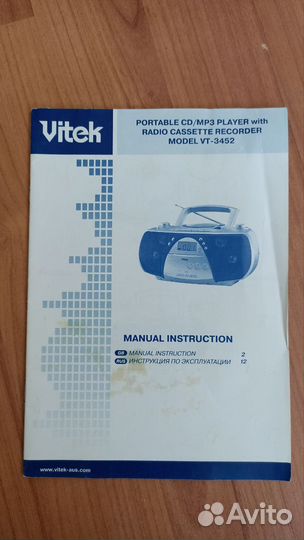 Vitek
PORTABLE CD/MP3 PLAYER with
RADIO CASSETTE RECORDER
MODEL VT-3452
MANUAL INSTRUCTION
GB MANUAL INSTRUCTION 2
RUS ИНСТРУКЦИЯ ПО ЭКСПЛУАТАЦИИ 12
www.vitek-aus.com
Avito